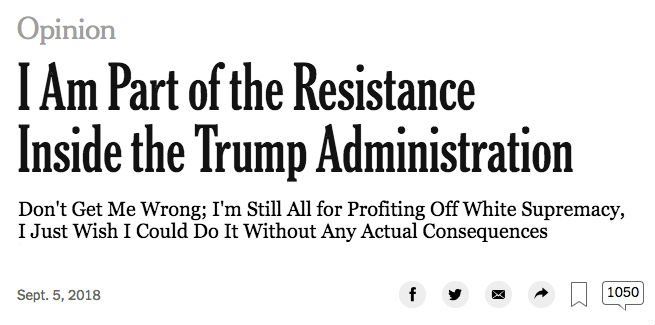 Opinion
I Am Part of the Resistance
Inside the Trump Administration
Don't Get Me Wrong; I'm Still All for Profiting Off White Supremacy,
I Just Wish I Could Do It Without Any Actual Consequences
Sept. 5, 2018
1050